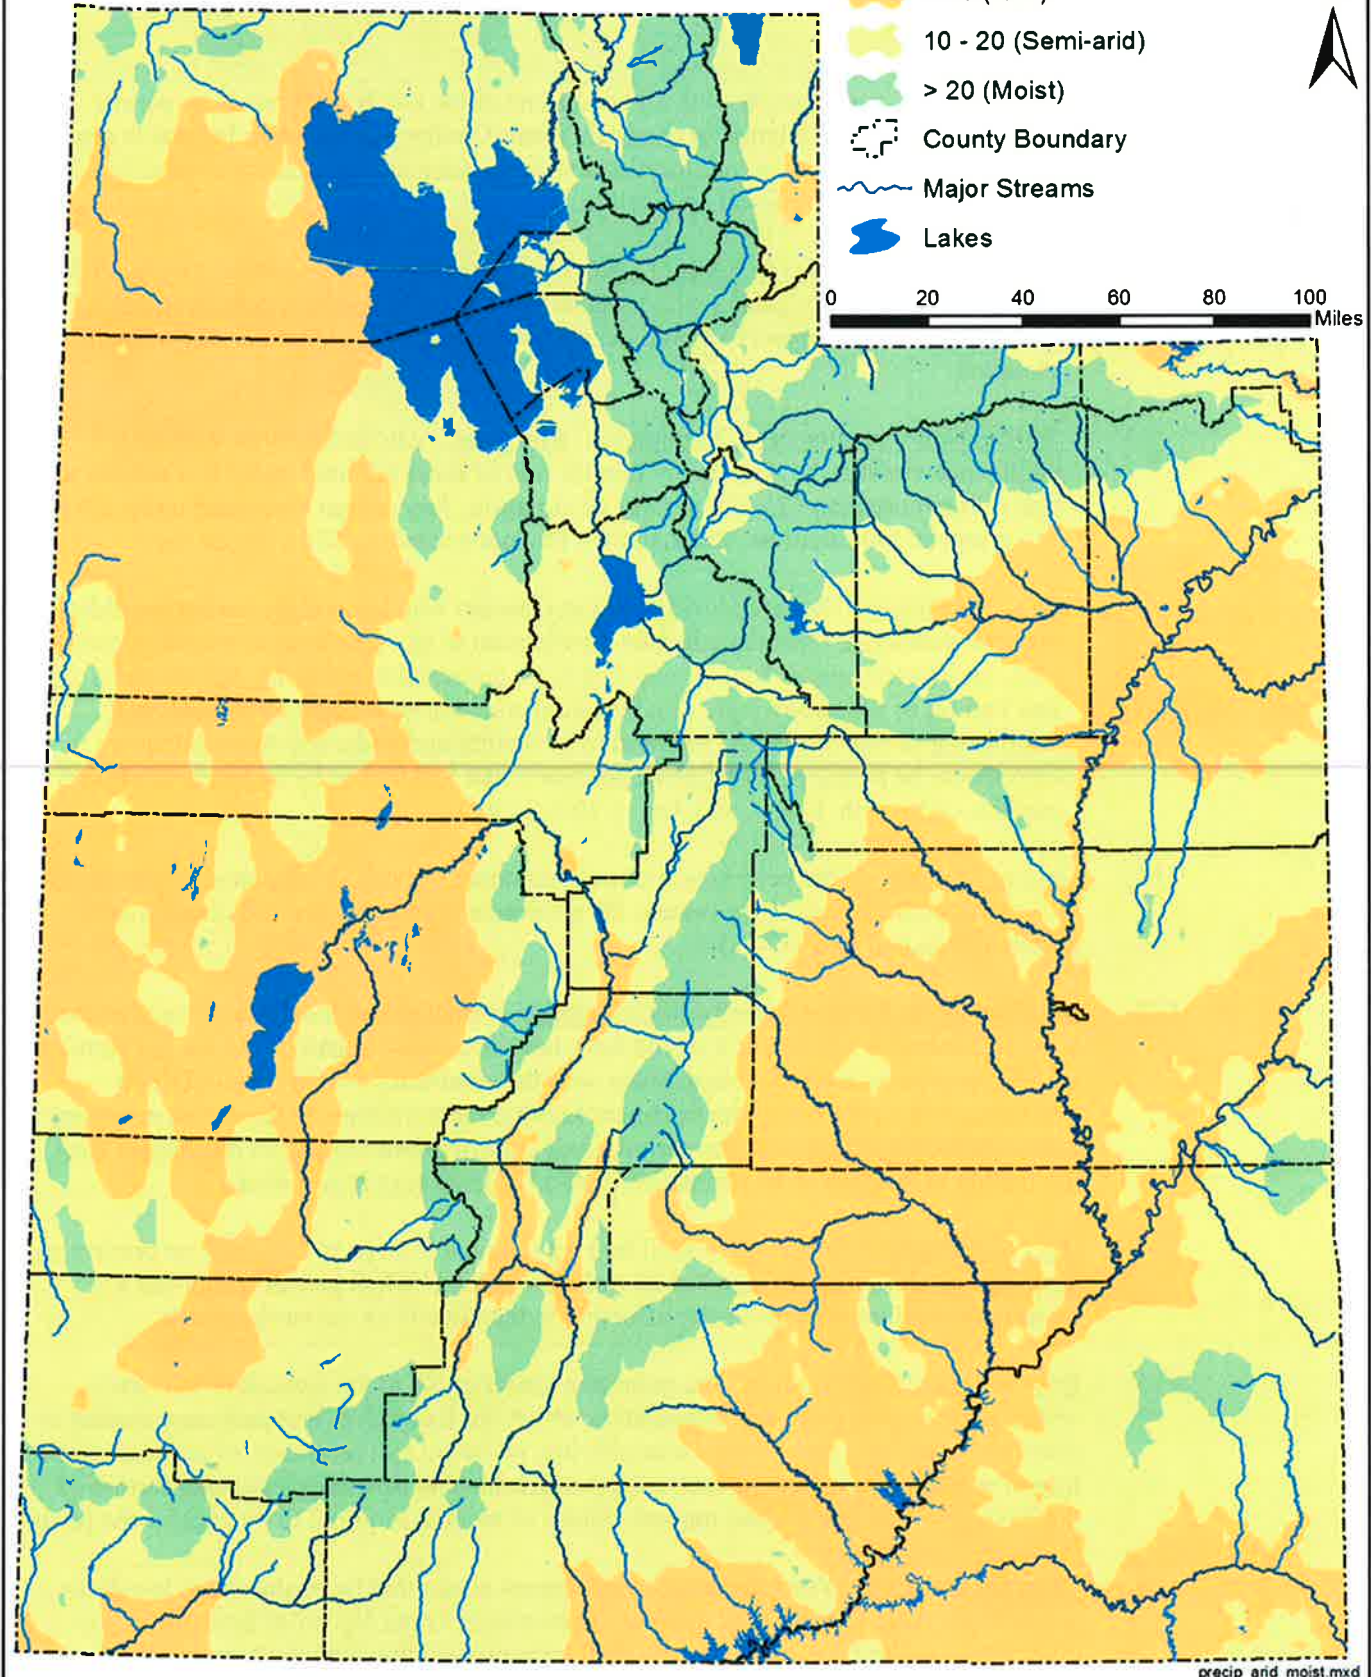 10 - 20 (Semi-arid)
> 20 (Moist)
County Boundary
Major Streams
Lakes
0 20 40 60 80 100
Miles
precip_arid_moist.mxd